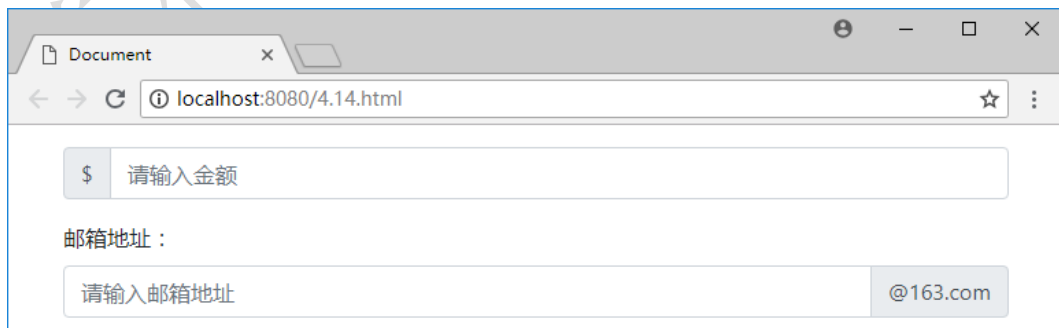 Document
localhost:8080/4.14.html
$ 请输入金额
邮箱地址：
请输入邮箱地址 @163.com